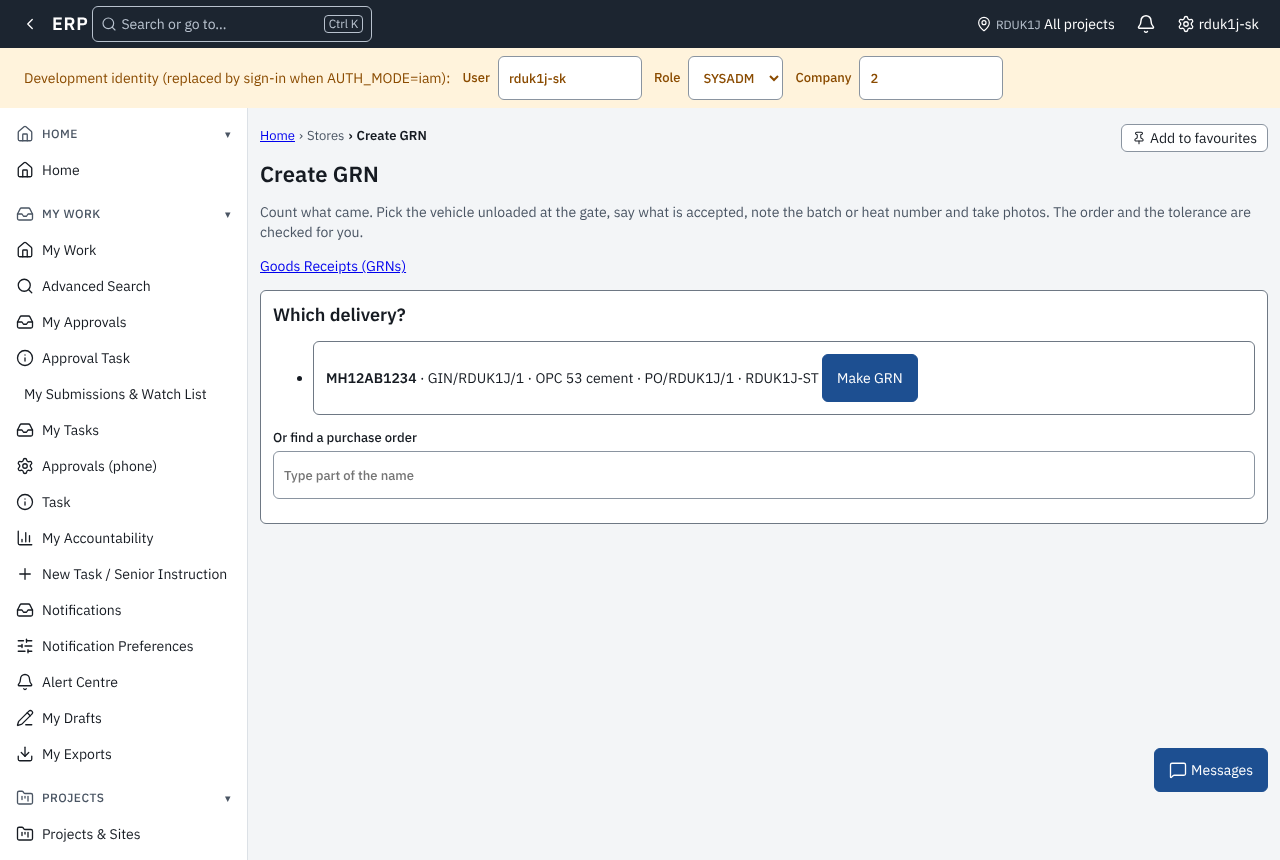 ERP
Search or go to...
Ctrl K
RDUK1J All projects
rduk1j-sk
Development identity (replaced by sign-in when AUTH_MODE=iam):
User
rduk1j-sk
Role
SYSADM
Company
2
HOME
Home
MY WORK
My Work
Advanced Search
My Approvals
Approval Task
My Submissions & Watch List
My Tasks
Approvals (phone)
Task
My Accountability
New Task / Senior Instruction
Notifications
Notification Preferences
Alert Centre
My Drafts
My Exports
PROJECTS
Projects & Sites
Home › Stores › Create GRN
Add to favourites
Create GRN
Count what came. Pick the vehicle unloaded at the gate, say what is accepted, note the batch or heat number and take photos. The order and the tolerance are
checked for you.
Goods Receipts (GRNs)
Which delivery?
MH12AB1234 · GIN/RDUK1J/1 · OPC 53 cement · PO/RDUK1J/1 · RDUK1J-ST
Make GRN
Or find a purchase order
Type part of the name
Messages